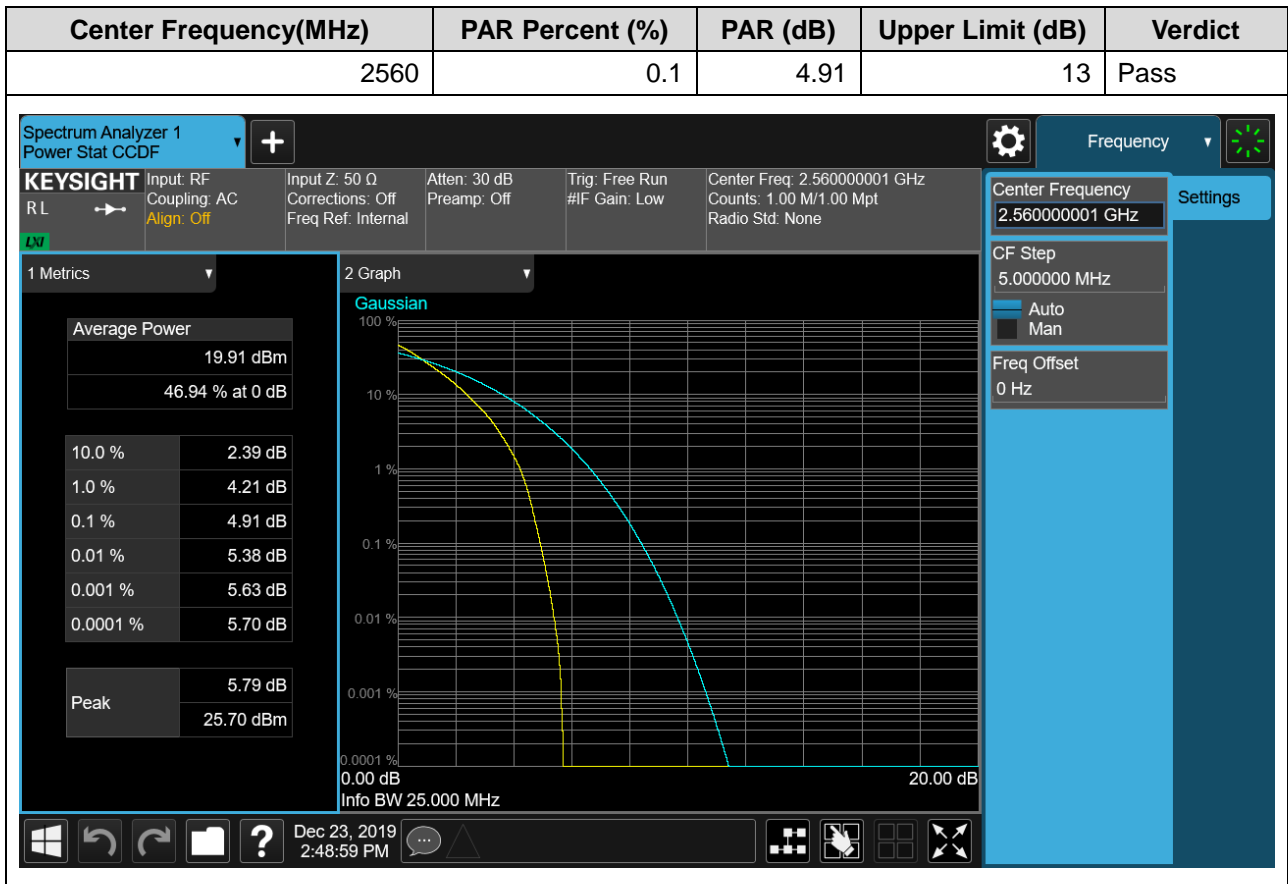 Center Frequency(MHz) PAR Percent (%) PAR (dB) Upper Limit (dB) Verdict
2560 0.1 4.91 13 Pass
Spectrum Analyzer 1
Power Stat CCDF
Frequency
KEYSIGHT
R L
LXI
Input: RF
Coupling: AC
Align: Off
Input Z: 50 Ω
Corrections: Off
Freq Ref: Internal
Atten: 30 dB
Preamp: Off
Trig: Free Run
#IF Gain: Low
Center Freq: 2.560000001 GHz
Counts: 1.00 M/1.00 Mpt
Radio Std: None
Center Frequency
2.560000001 GHz
Settings
CF Step
5.000000 MHz
Auto
Man
Freq Offset
0 Hz
1 Metrics
Average Power
19.91 dBm
46.94 % at 0 dB
10.0 % 2.39 dB
1.0 % 4.21 dB
0.1 % 4.91 dB
0.01 % 5.38 dB
0.001 % 5.63 dB
0.0001 % 5.70 dB
Peak
5.79 dB
25.70 dBm
2 Graph
Gaussian
100 %
10 %
1 %
0.1 %
0.01 %
0.001 %
0.0001 %
0.00 dB 20.00 dB
Info BW 25.000 MHz
?
Dec 23, 2019
2:48:59 PM